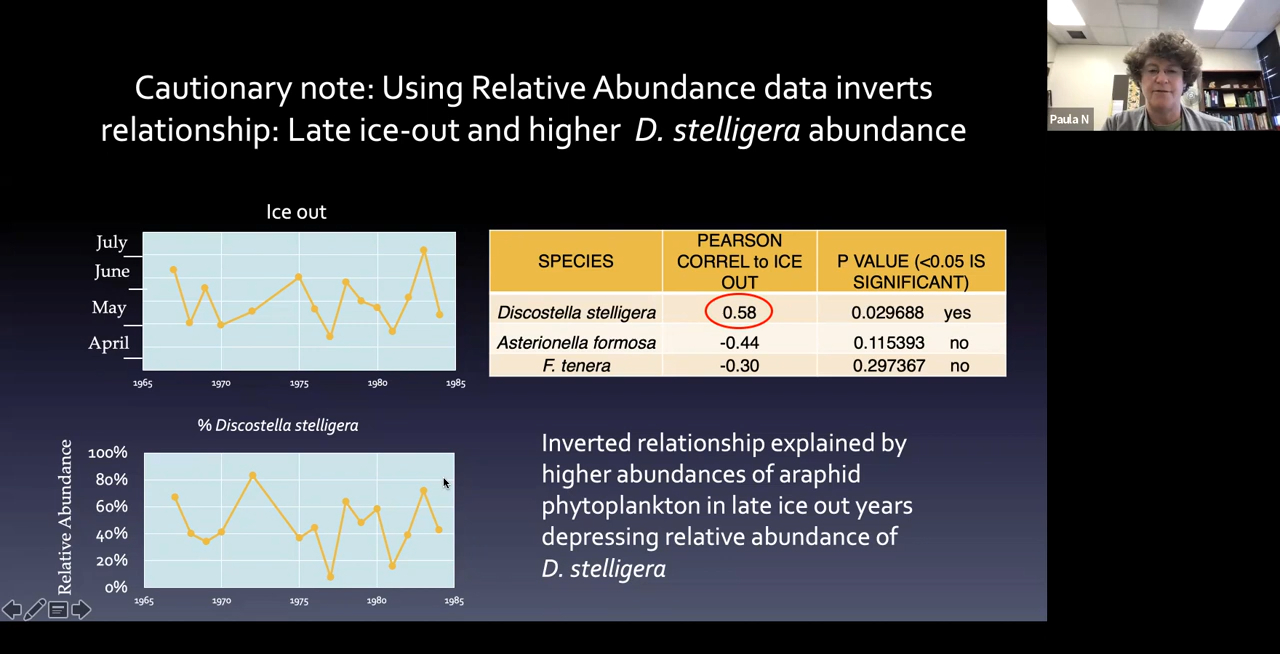 Cautionary note: Using Relative Abundance data inverts
relationship: Late ice-out and higher D. stelligera abundance
Paula N
Ice out
July
June
May
April
1965 1970 1975 1980 1985
SPECIES
PEARSON
CORREL to ICE
OUT
P VALUE (<0.05 IS
SIGNIFICANT)
Discostella stelligera 0.58 0.029688 yes
Asterionella formosa -0.44 0.115393 no
F. tenera -0.30 0.297367 no
% Discostella stelligera
Relative Abundance
100%
80%
60%
40%
20%
0%
1965 1970 1975 1980 1985
Inverted relationship explained by
higher abundances of araphid
phytoplankton in late ice out years
depressing relative abundance of
D. stelligera